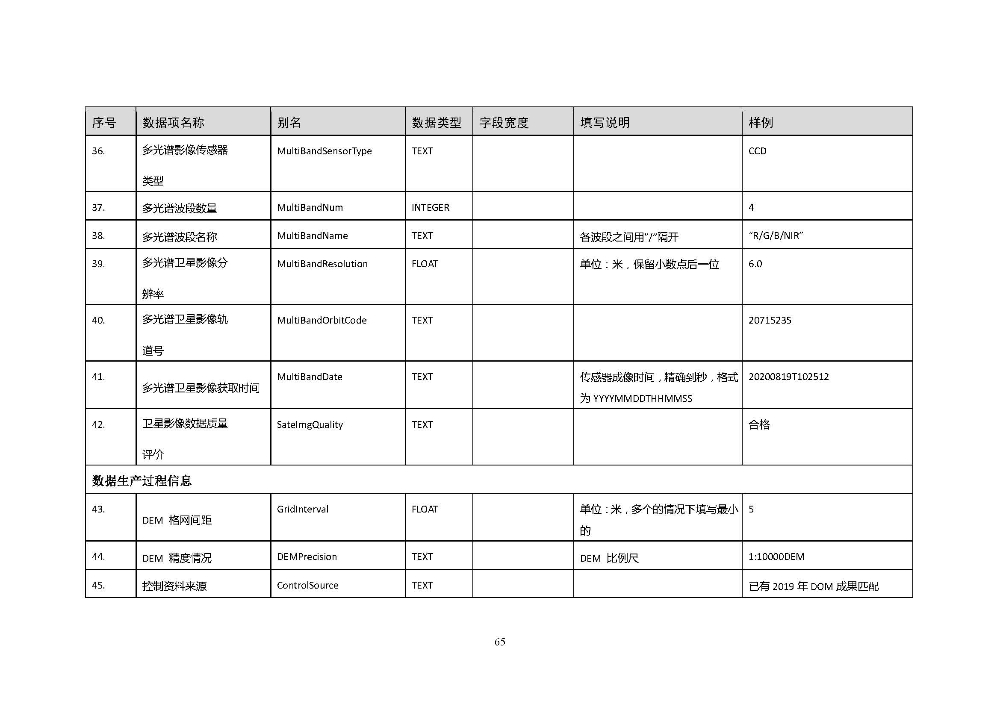 序号 数据项名称 别名 数据类型 字段宽度 填写说明 样例
36. 多光谱影像传感器 MultiBandSensorType TEXT CCD
类型
37. 多光谱波段数量 MultiBandNum INTEGER 4
38. 多光谱波段名称 MultiBandName TEXT 各波段之间用”/”隔开 “R/G/B/NIR”
39. 多光谱卫星影像分 MultiBandResolution FLOAT 单位：米，保留小数点后一位 6.0
辨率
40. 多光谱卫星影像轨 MultiBandOrbitCode TEXT 20715235
道号
41. 多光谱卫星影像获取时间 MultiBandDate TEXT 传感器成像时间，精确到秒，格式 20200819T102512
为 YYYYMMDDTHHMMSS
42. 卫星影像数据质量 SateImgQuality TEXT 合格
评价
数据生产过程信息
43. DEM 格网间距 GridInterval FLOAT 单位：米，多个的情况下填写最小 5
的
44. DEM 精度情况 DEMPrecision TEXT DEM 比例尺 1:10000DEM
45. 控制资料来源 ControlSource TEXT 已有 2019 年 DOM 成果匹配
65